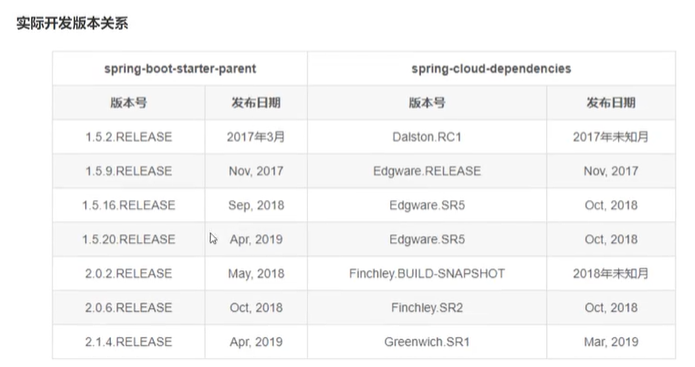 实际开发版本关系
spring-boot-starter-parent spring-cloud-dependencies
版本号 发布日期 版本号 发布日期
1.5.2.RELEASE 2017年3月 Dalston.RC1 2017年未知月
1.5.9.RELEASE Nov, 2017 Edgware.RELEASE Nov, 2017
1.5.16.RELEASE Sep, 2018 Edgware.SR5 Oct, 2018
1.5.20.RELEASE Apr, 2019 Edgware.SR5 Oct, 2018
2.0.2.RELEASE May, 2018 Finchley.BUILD-SNAPSHOT 2018年未知月
2.0.6.RELEASE Oct, 2018 Finchley.SR2 Oct, 2018
2.1.4.RELEASE Apr, 2019 Greenwich.SR1 Mar, 2019